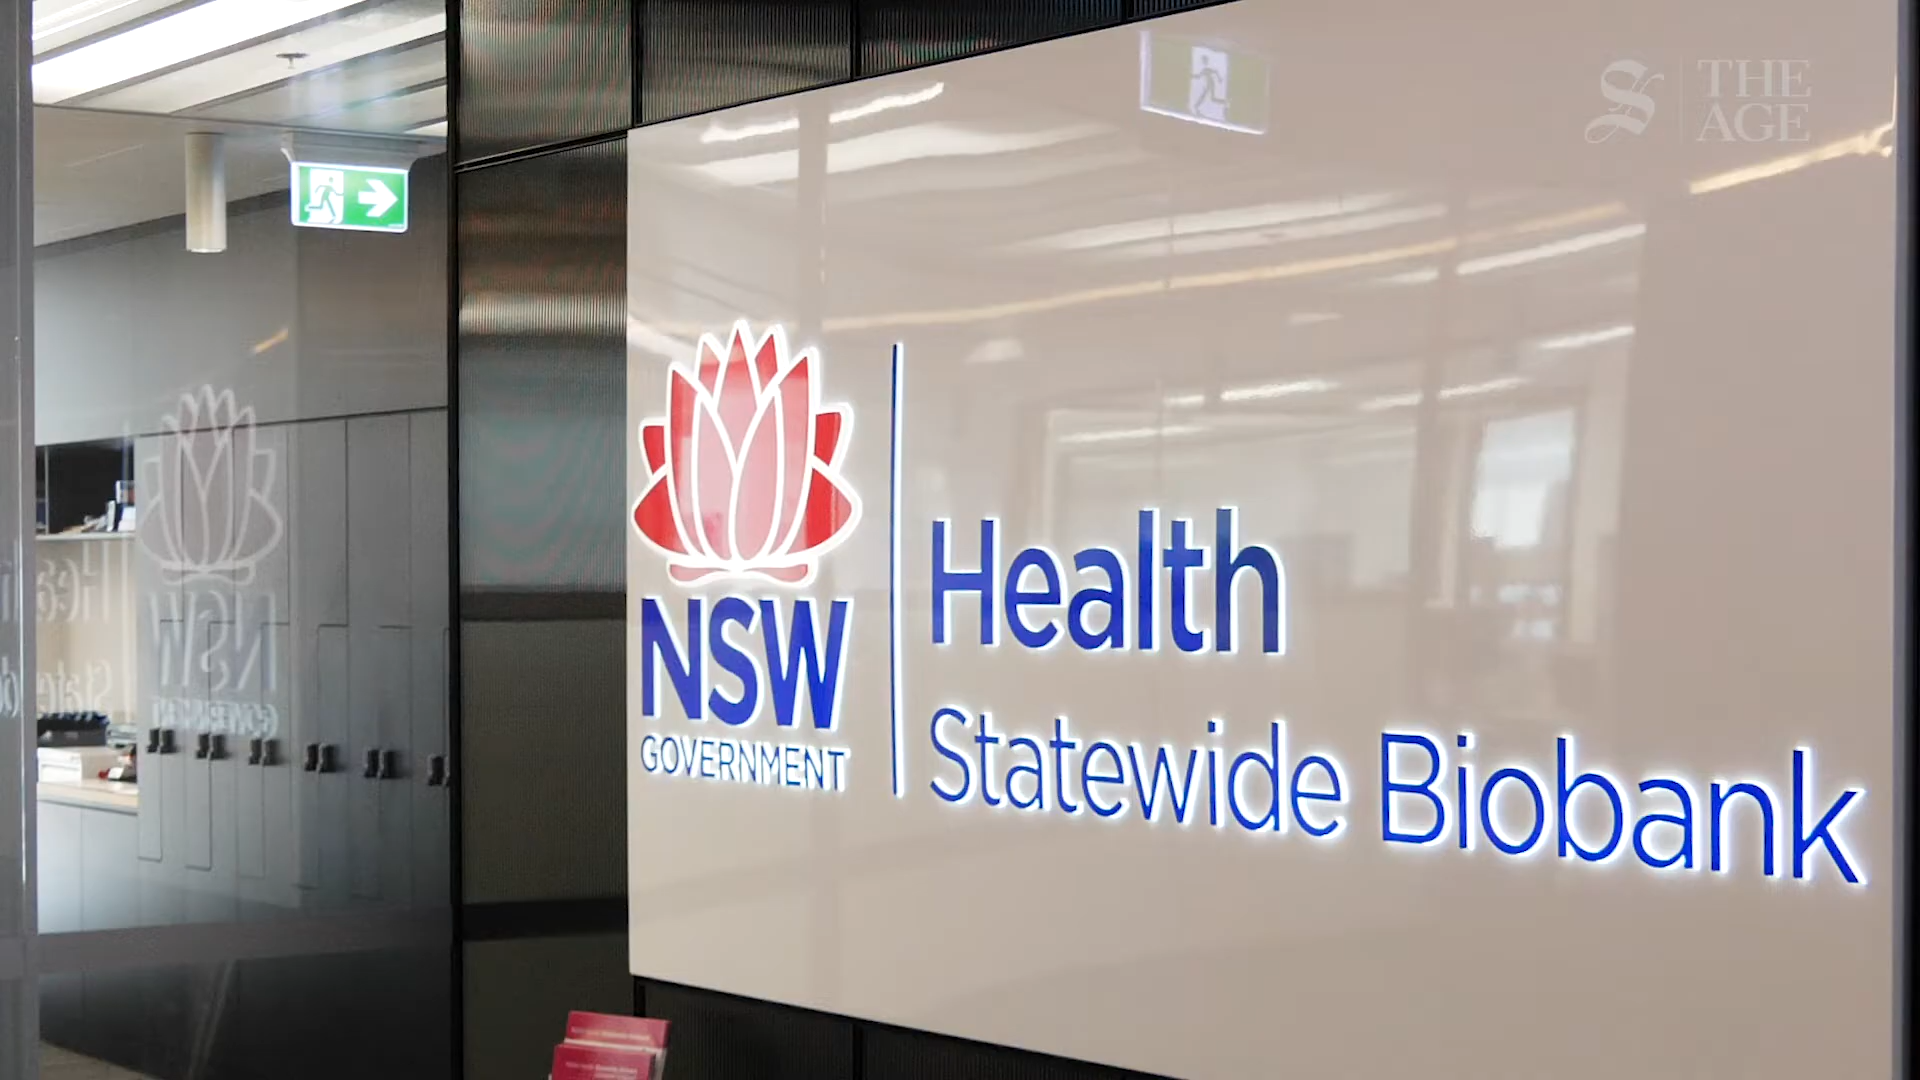 THE
AGE
NSW
GOVERNMENT
Health
Statewide Biobank